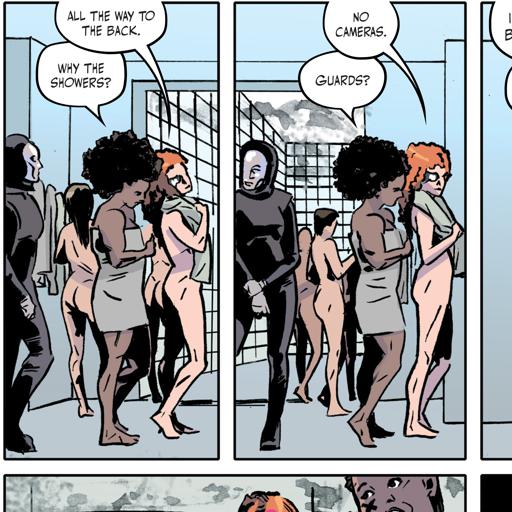 ALL THE WAY TO
THE BACK.
WHY THE
SHOWERS?
NO
CAMERAS.
GUARDS?
I
B